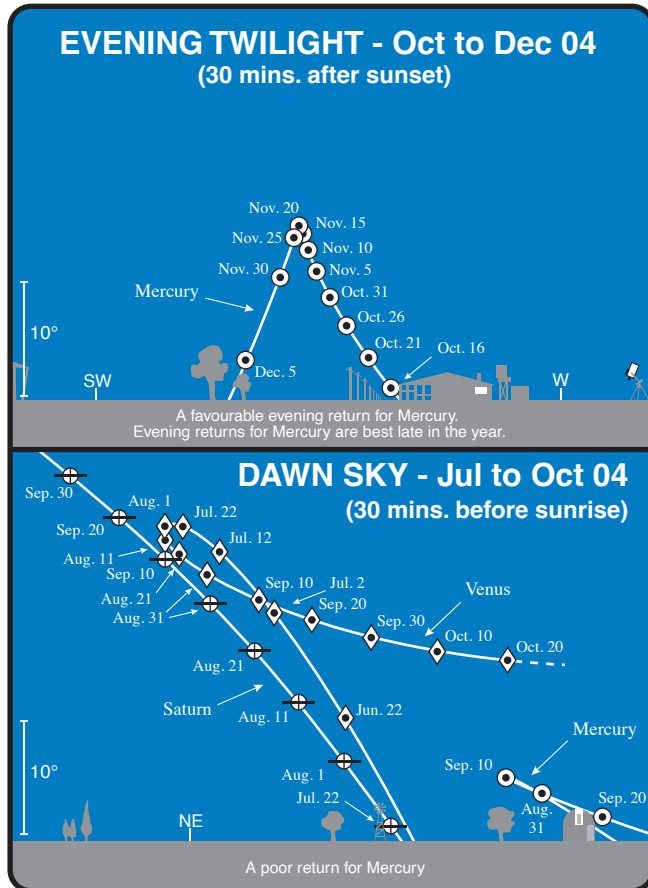 EVENING TWILIGHT - Oct to Dec 04
(30 mins. after sunset)
Nov. 20
Nov. 15
Nov. 25
Nov. 10
Nov. 30
Nov. 5
Mercury
Oct. 31
Oct. 26
10°
Oct. 21
Oct. 16
Dec. 5
SW
W
A favourable evening return for Mercury.
Evening returns for Mercury are best late in the year.
DAWN SKY - Jul to Oct 04
(30 mins. before sunrise)
Sep. 30
Aug. 1
Jul. 22
Sep. 20
Jul. 12
Aug. 11
Sep. 10
Sep. 10
Jul. 2
Venus
Aug. 21
Sep. 20
Aug. 31
Sep. 30
Oct. 10
Oct. 20
Aug. 21
Saturn
Aug. 11
Jun. 22
Mercury
Sep. 10
10°
Aug. 1
Jul. 22
Aug.
31
Sep. 20
NE
A poor return for Mercury